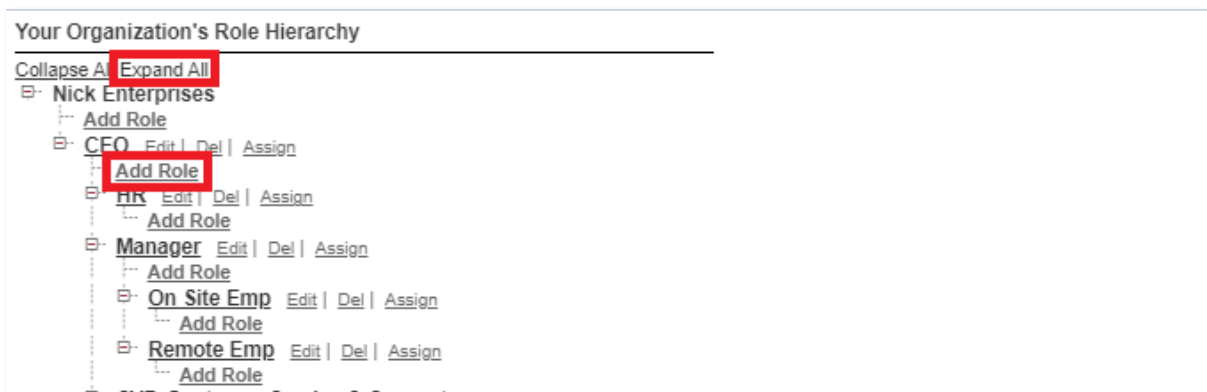 Your Organization's Role Hierarchy
Collapse Al Expand All
Nick Enterprises
Add Role
CEO Edit | Del | Assign
Add Role
HR Edit | Del | Assign
Add Role
Manager Edit | Del | Assign
Add Role
On Site Emp Edit | Del | Assign
Add Role
Remote Emp Edit | Del | Assign
Add Role